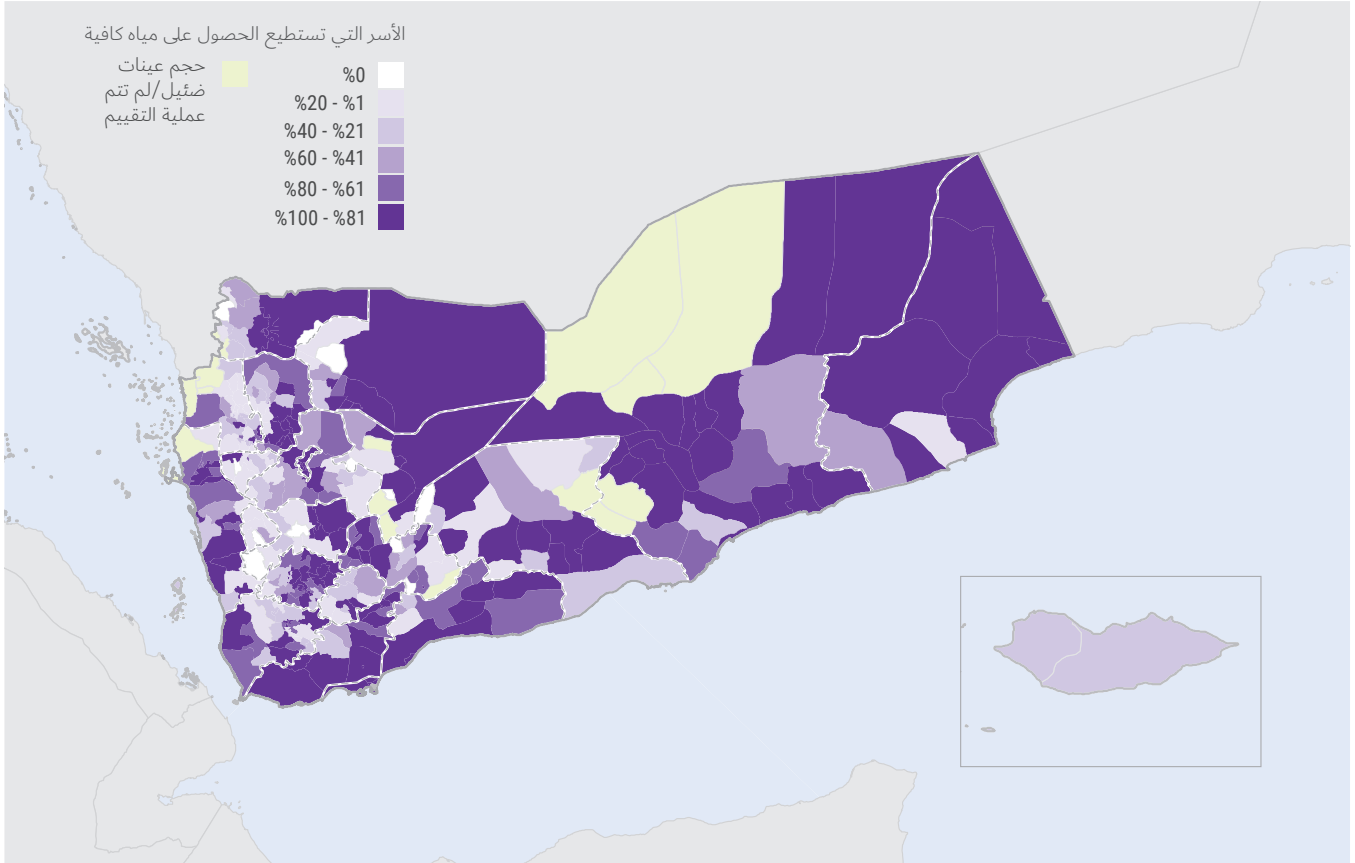 الأسر التي تستطيع الحصول على مياه كافية
%0
%20 - %1
%40 - %21
%60 - %41
%80 - %61
%100 - %81
حجم عينات
ضئيل/لم تتم
عملية التقييم